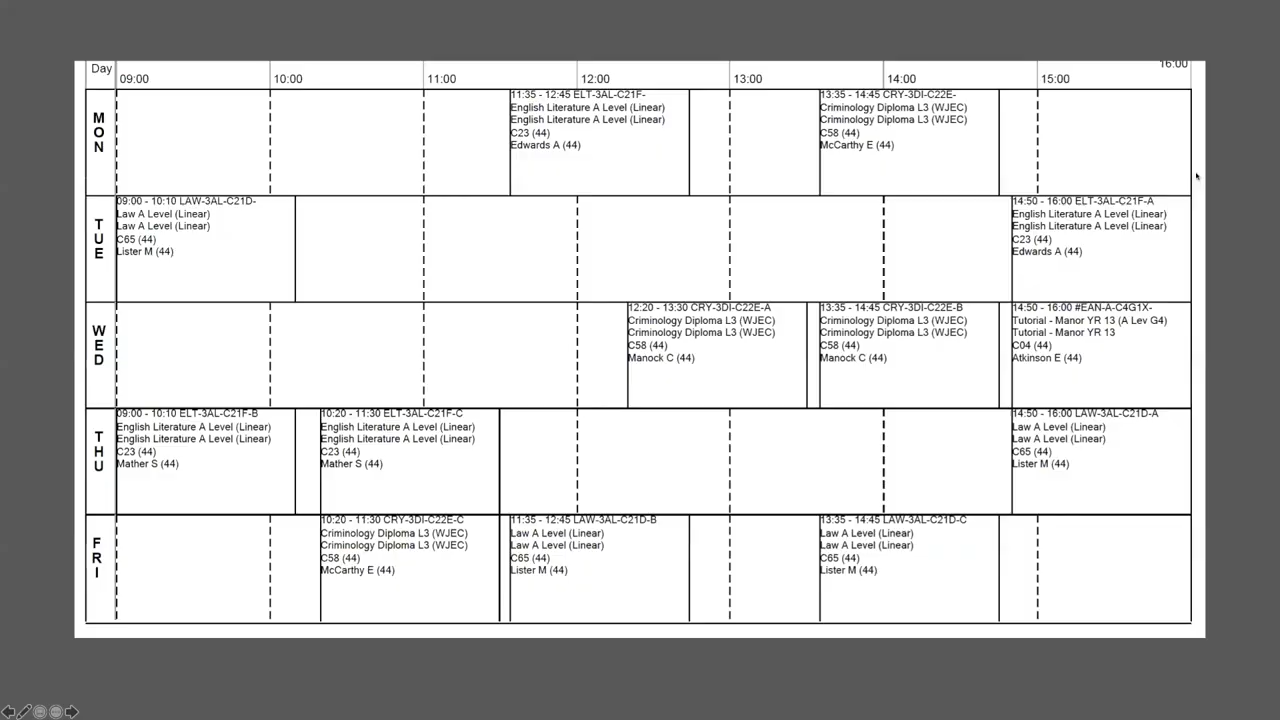 Day
09:00
10:00
11:00
12:00
13:00
14:00
15:00
16:00
MON
11:35 - 12:45 ELT-3AL-C21F-
English Literature A Level (Linear)
English Literature A Level (Linear)
C23 (44)
Edwards A (44)
13:35 - 14:45 CRY-3DI-C22E-
Criminology Diploma L3 (WJEC)
Criminology Diploma L3 (WJEC)
C58 (44)
McCarthy E (44)
TUE
09:00 - 10:10 LAW-3AL-C21D-
Law A Level (Linear)
Law A Level (Linear)
C65 (44)
Lister M (44)
14:50 - 16:00 ELT-3AL-C21F-A
English Literature A Level (Linear)
English Literature A Level (Linear)
C23 (44)
Edwards A (44)
WED
12:20 - 13:30 CRY-3DI-C22E-A
Criminology Diploma L3 (WJEC)
Criminology Diploma L3 (WJEC)
C58 (44)
Manock C (44)
13:35 - 14:45 CRY-3DI-C22E-B
Criminology Diploma L3 (WJEC)
Criminology Diploma L3 (WJEC)
C58 (44)
Manock C (44)
14:50 - 16:00 #EAN-A-C4G1X-
Tutorial - Manor YR 13 (A Lev G4)
Tutorial - Manor YR 13
C04 (44)
Atkinson E (44)
THU
09:00 - 10:10 ELT-3AL-C21F-B
English Literature A Level (Linear)
English Literature A Level (Linear)
C23 (44)
Mather S (44)
10:20 - 11:30 ELT-3AL-C21F-C
English Literature A Level (Linear)
English Literature A Level (Linear)
C23 (44)
Mather S (44)
14:50 - 16:00 LAW-3AL-C21D-A
Law A Level (Linear)
Law A Level (Linear)
C65 (44)
Lister M (44)
FRI
10:20 - 11:30 CRY-3DI-C22E-C
Criminology Diploma L3 (WJEC)
Criminology Diploma L3 (WJEC)
C58 (44)
McCarthy E (44)
11:35 - 12:45 LAW-3AL-C21D-B
Law A Level (Linear)
Law A Level (Linear)
C65 (44)
Lister M (44)
13:35 - 14:45 LAW-3AL-C21D-C
Law A Level (Linear)
Law A Level (Linear)
C65 (44)
Lister M (44)